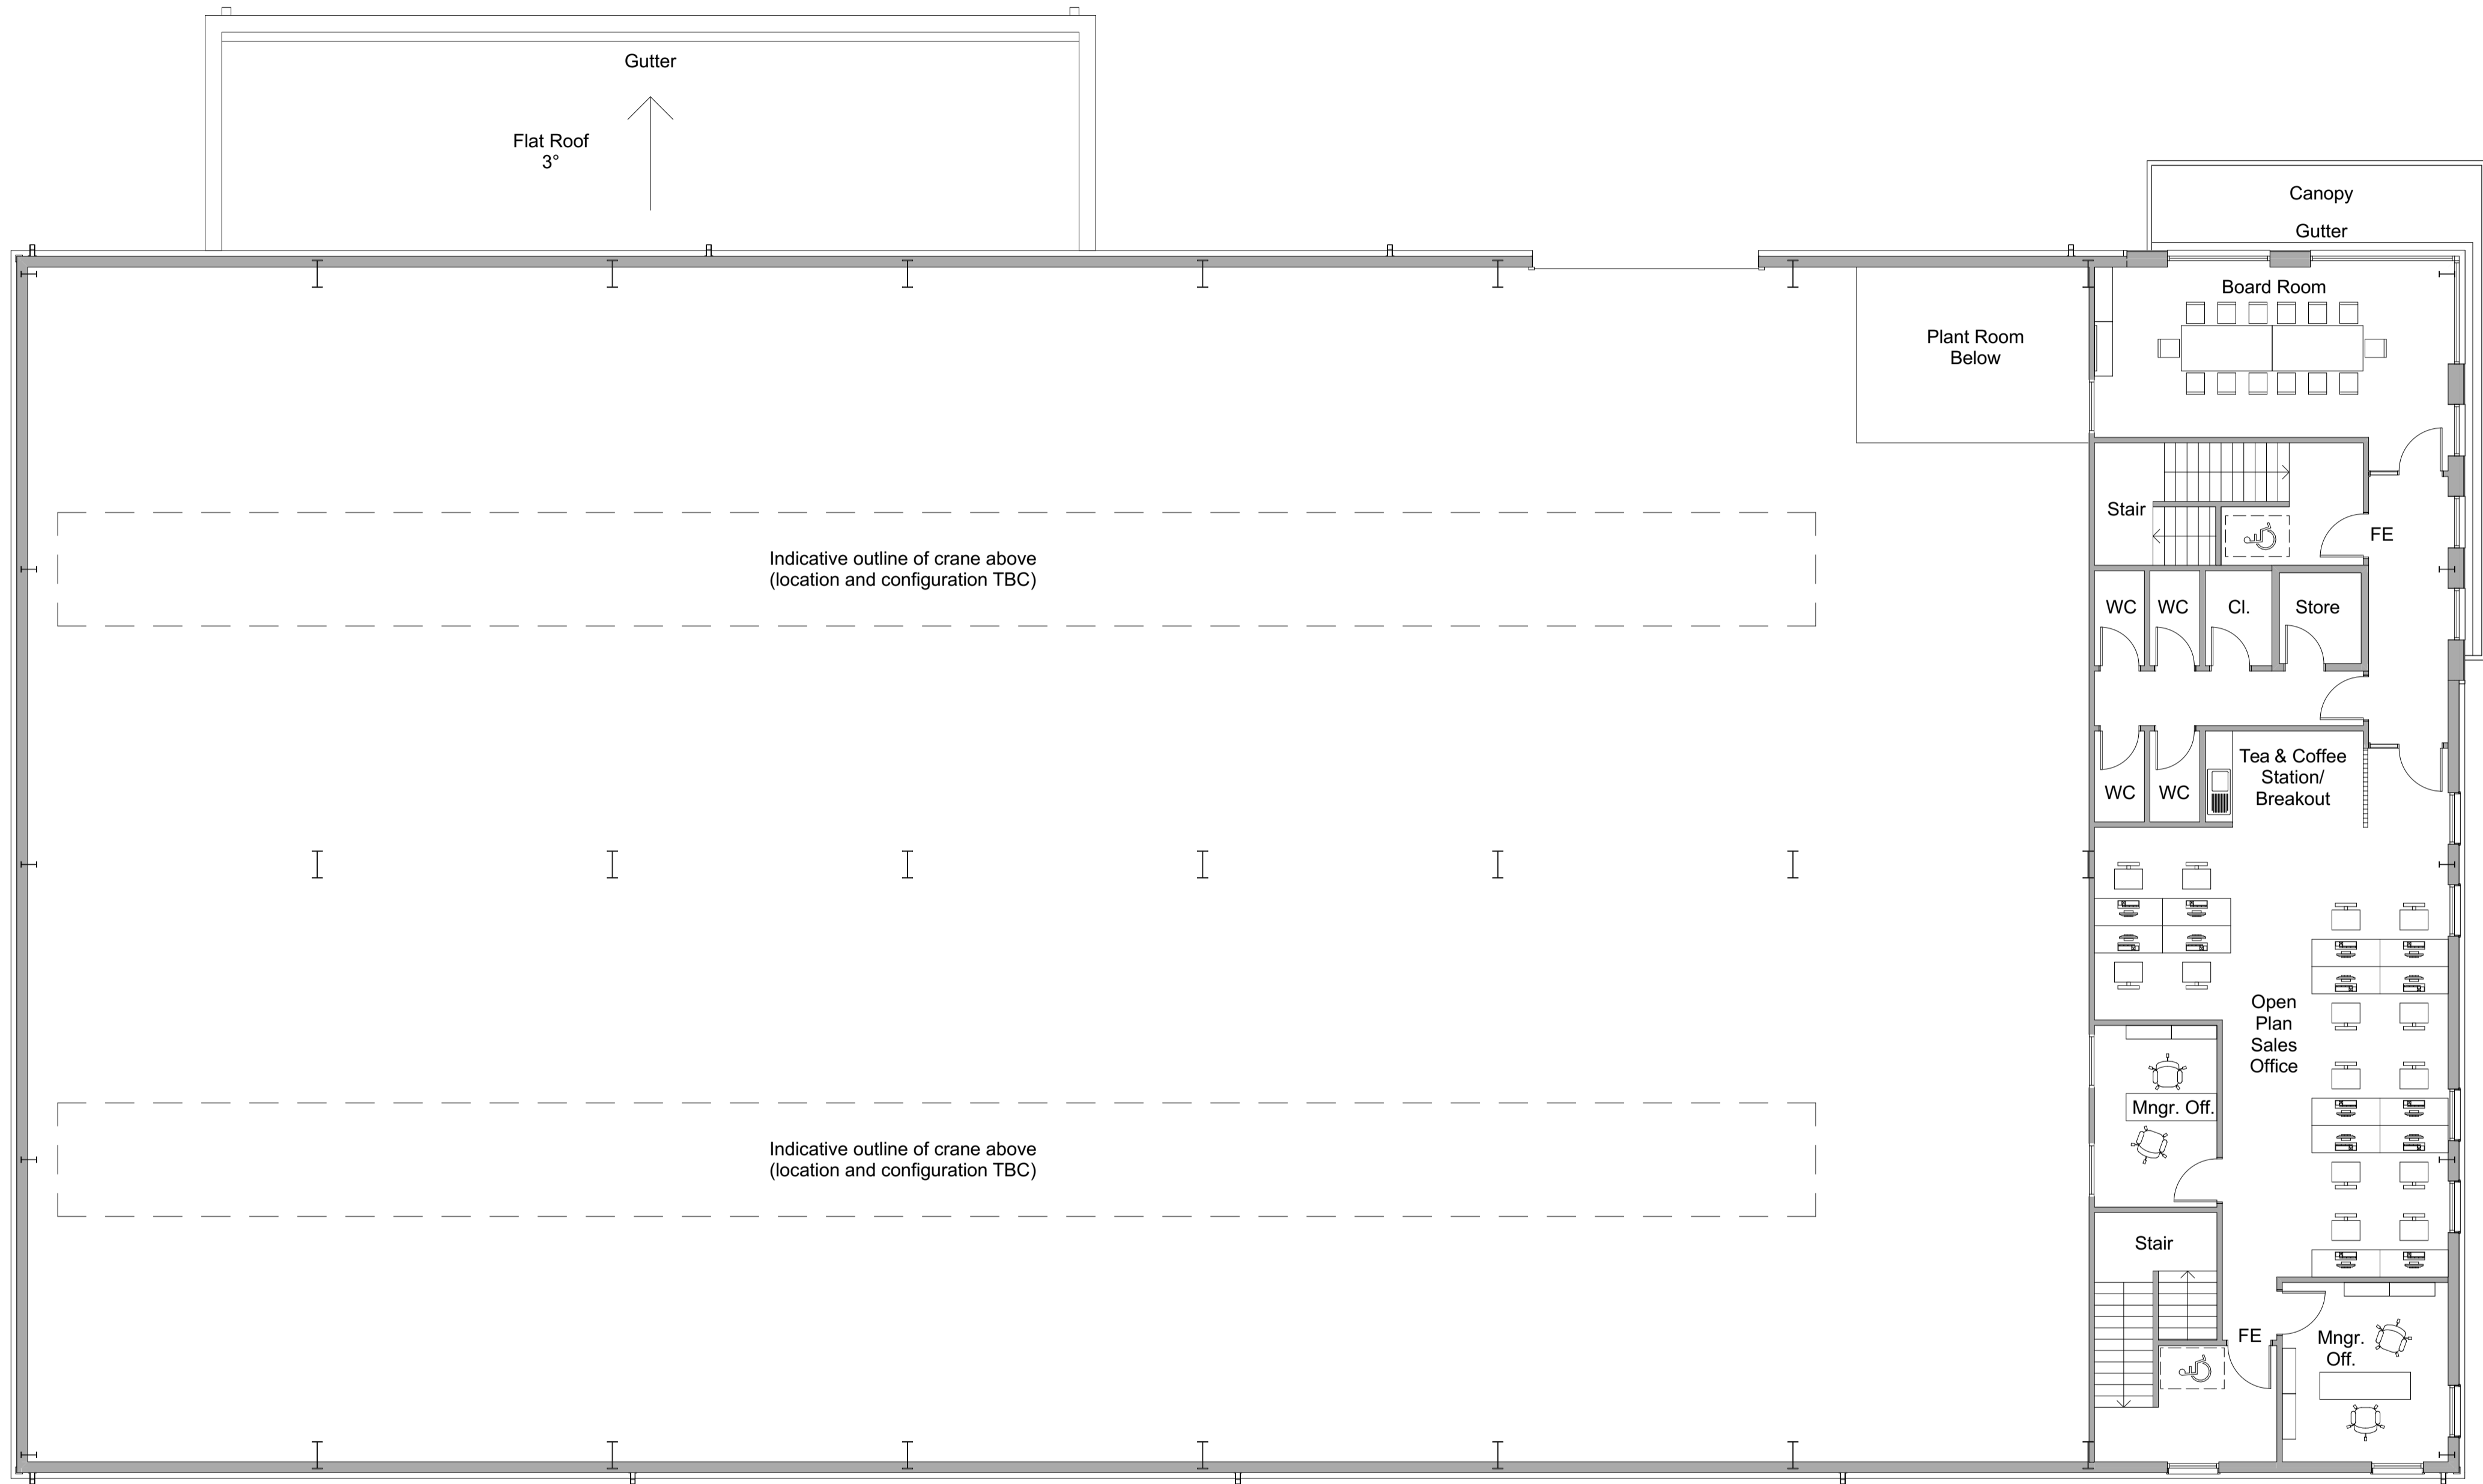 Gutter
Flat Roof
3°
Canopy
Gutter
Board Room
Plant Room
Below
Stair
FE
Indicative outline of crane above
(location and configuration TBC)
WC
WC
Cl.
Store
Tea & Coffee
Station/
Breakout
WC
WC
Open
Plan
Sales
Office
Mngr. Off.
Indicative outline of crane above
(location and configuration TBC)
Stair
FE
Mngr.
Off.